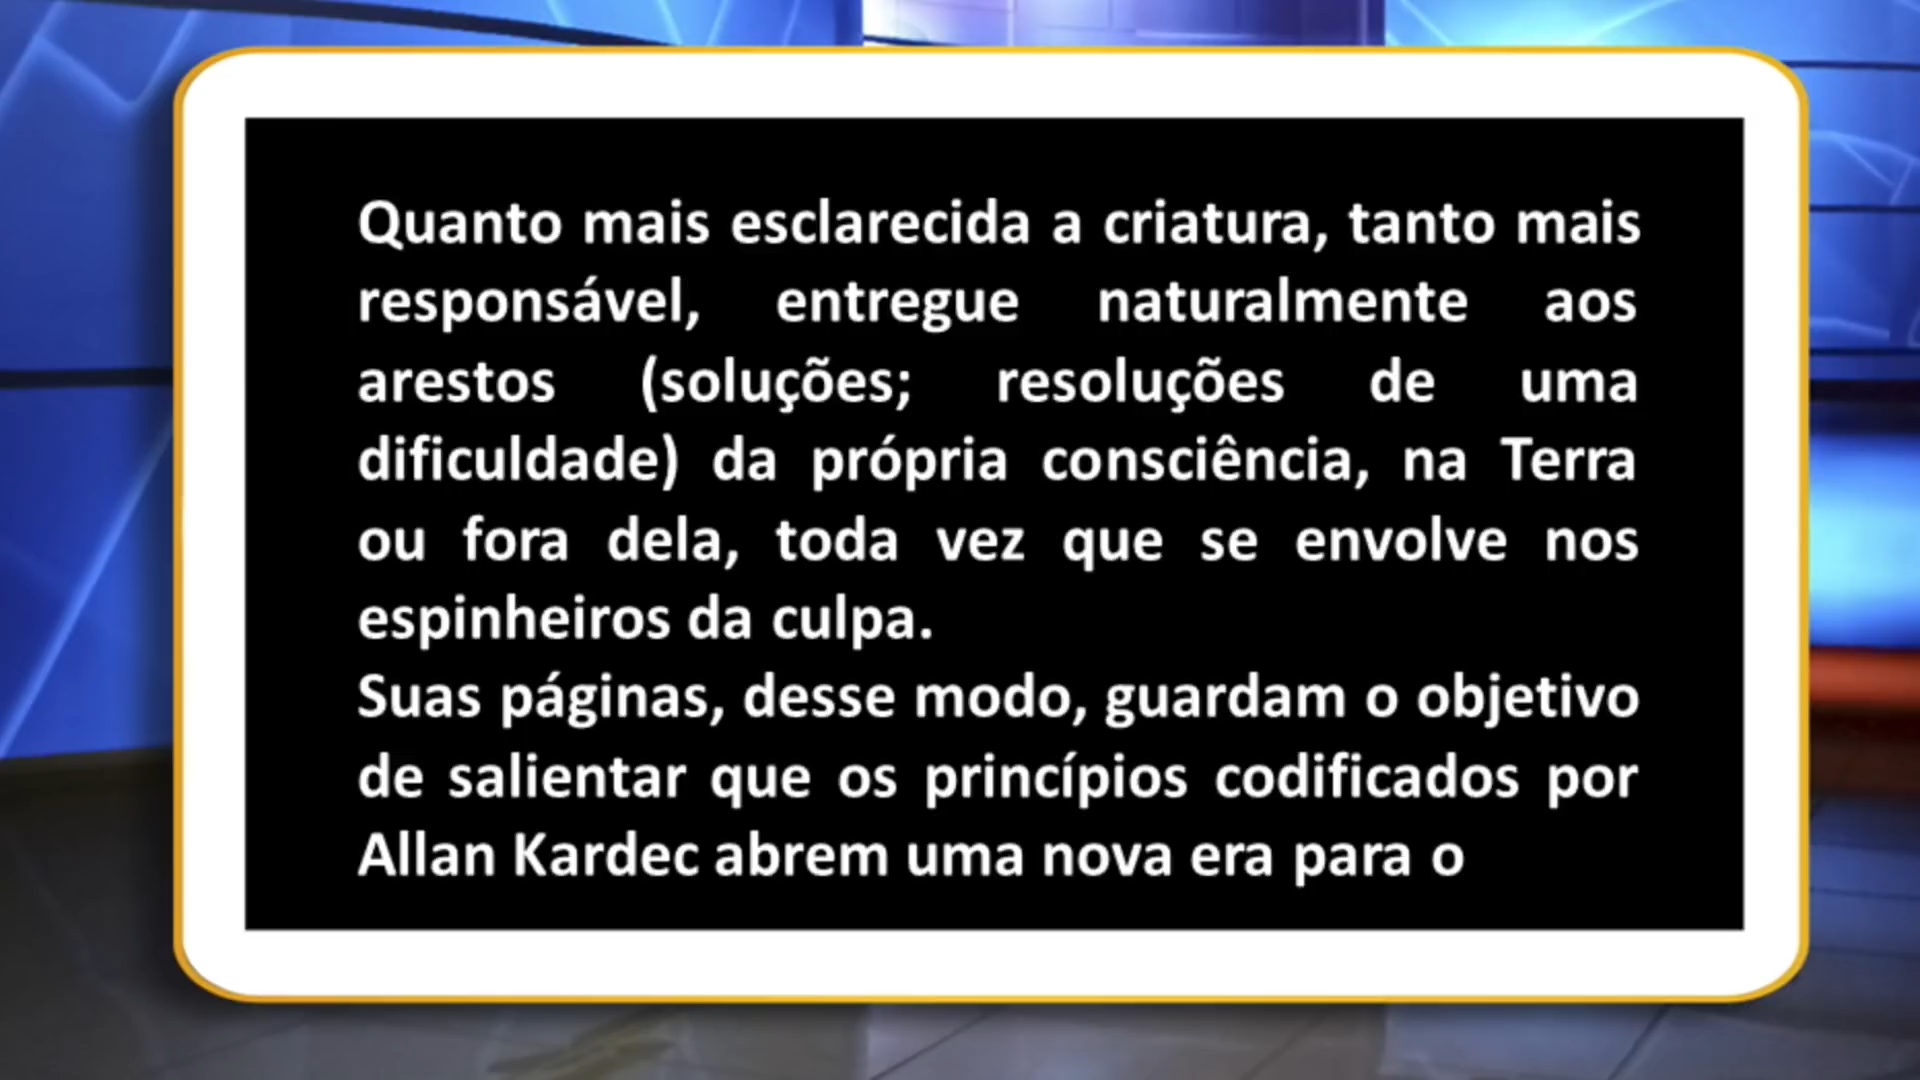 Quanto mais esclarecida a criatura, tanto mais
responsável, entregue naturalmente aos
arestos (soluções; resoluções de uma
dificuldade) da própria consciência, na Terra
ou fora dela, toda vez que se envolve nos
espinheiros da culpa.
Suas páginas, desse modo, guardam o objetivo
de salientar que os princípios codificados por
Allan Kardec abrem uma nova era para o